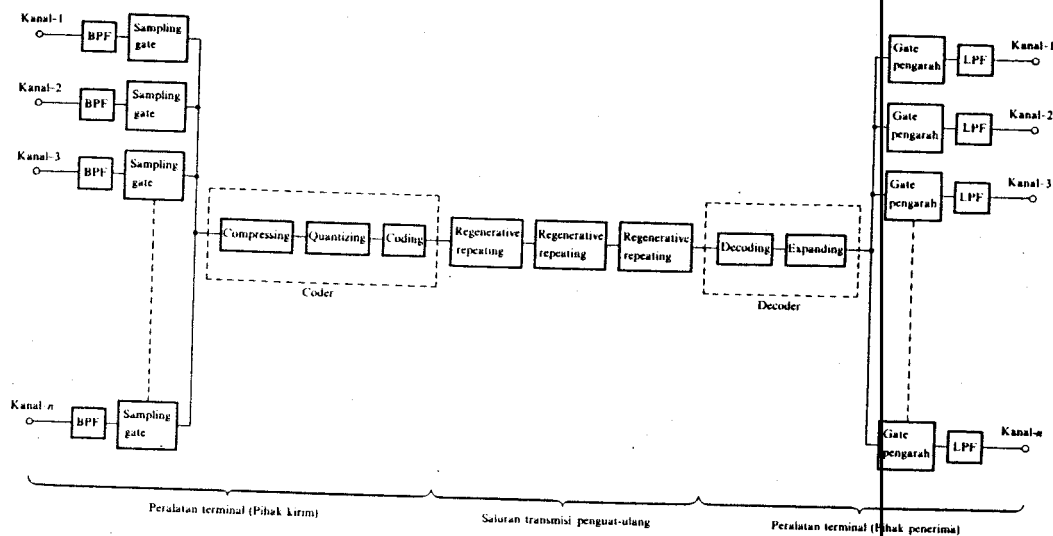 Kanal-1
BPF
Sampling
gate
Kanal-2
BPF
Sampling
gate
Kanal-3
BPF
Sampling
gate
Kanal-n
BPF
Sampling
gate
Compressing
Quantizing
Coding
Coder
Regenerative
repeating
Regenerative
repeating
Regenerative
repeating
Decoding
Expanding
Decoder
Gate
pengarah
LPF
Kanal-1
Gate
pengarah
LPF
Kanal-2
Gate
pengarah
LPF
Kanal-3
Gate
pengarah
LPF
Kanal-n
Peralatan terminal (Pihak kirim)
Saluran transmisi penguat-ulang
Peralatan terminal (Pihak penerima)